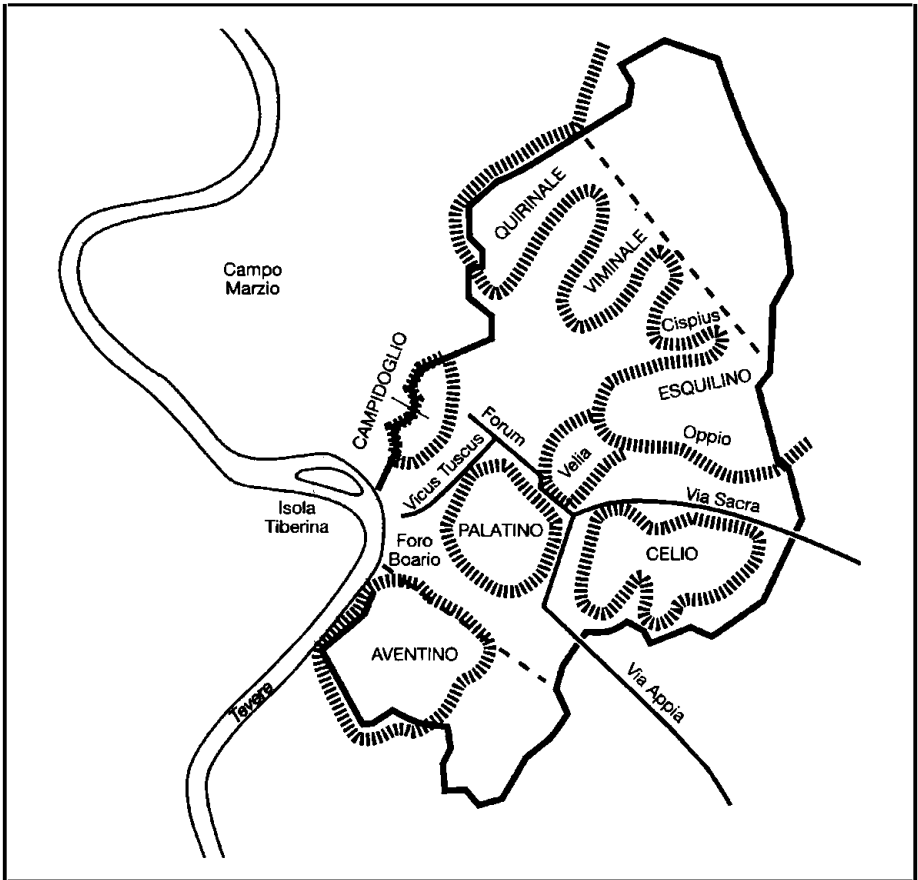 QUIRINALE
VIMINALE
Campo
Marzio
Cispius
CAMPIDOGLIO
ESQUILINO
Forum
Oppio
Vicus Tuscus
Velia
Via Sacra
Isola
Tiberina
PALATINO
Foro
Boario
CELIO
AVENTINO
Via Appia
Tevere